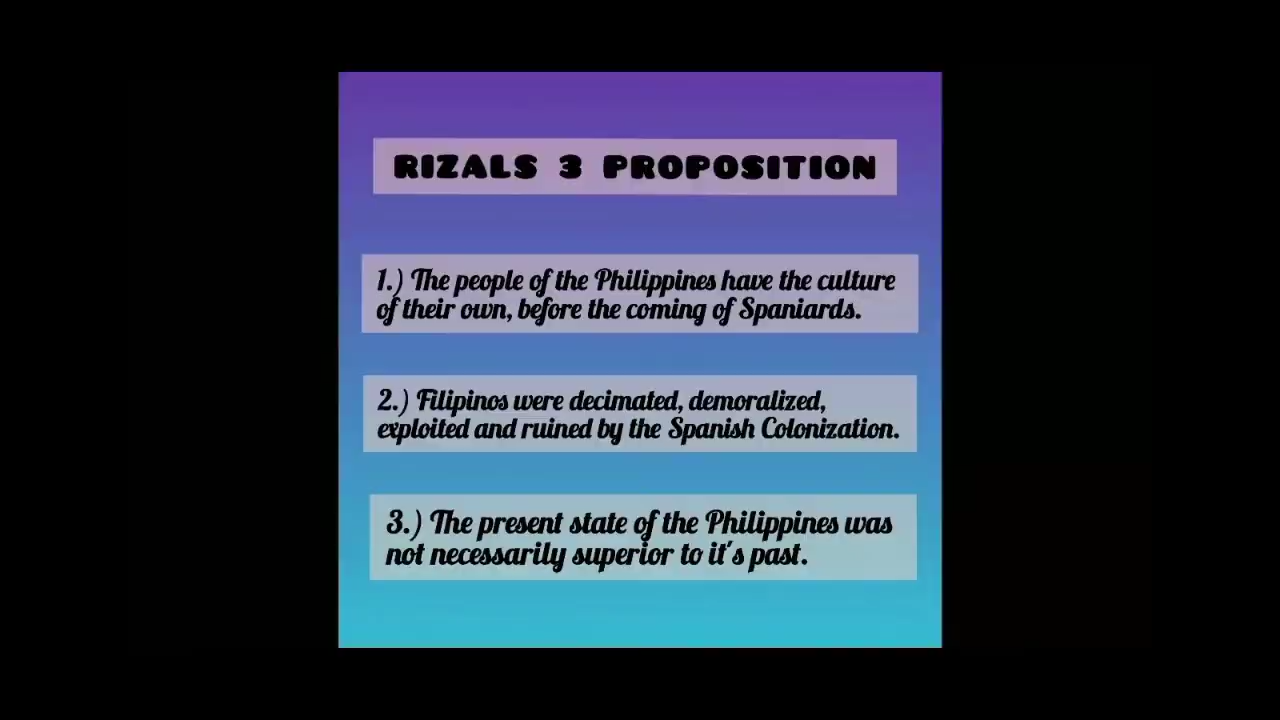 RIZALS 3 PROPOSITION
1.) The people of the Philippines have the culture
of their own, before the coming of Spaniards.
2.) Filipinos were decimated, demoralized,
exploited and ruined by the Spanish Colonization.
3.) The present state of the Philippines was
not necessarily superior to it's past.